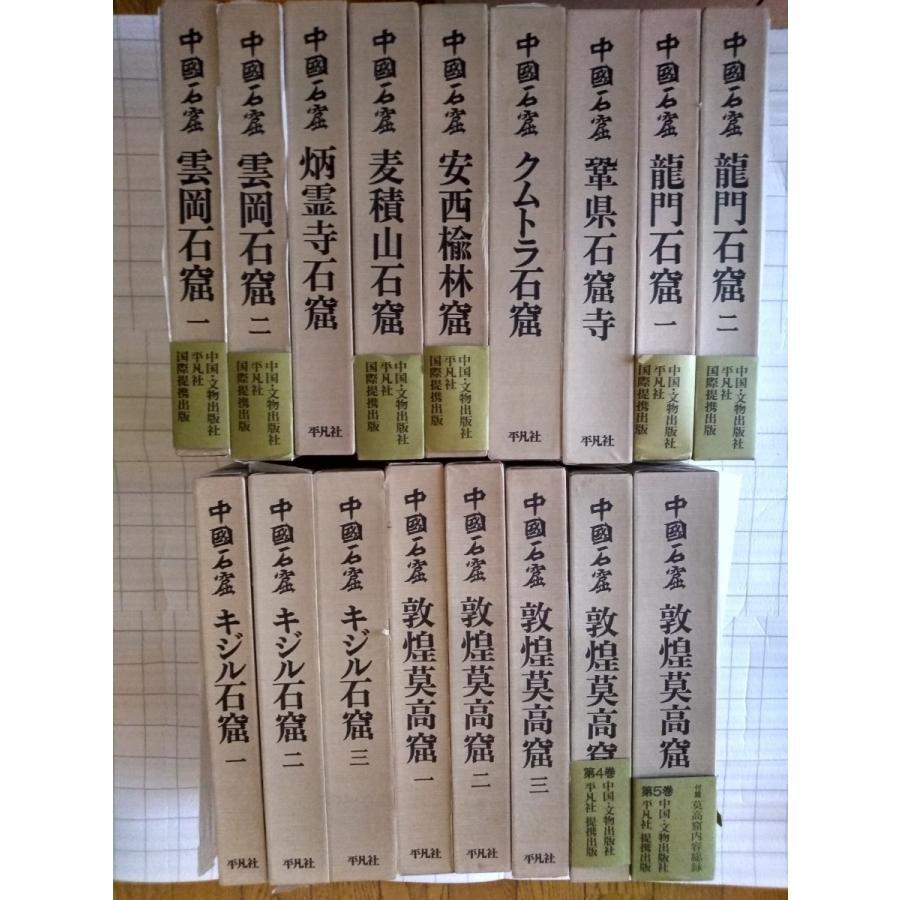 中國石窟
雲岡石窟 一
中国・文物出版社
平凡社
国際提携出版
中國石窟
雲岡石窟 二
中国・文物出版社
平凡社
国際提携出版
中國石窟
炳霊寺石窟
平凡社
中國石窟
麦積山石窟
中国・文物出版社
平凡社
国際提携出版
中國石窟
安西楡林窟
中国・文物出版社
平凡社
国際提携出版
中國石窟
クムトラ石窟
平凡社
中國石窟
鞏県石窟寺
平凡社
中國石窟
龍門石窟 一
中国・文物出版社
平凡社
国際提携出版
中國石窟
龍門石窟 二
中国・文物出版社
平凡社
国際提携出版
中國石窟
キジル石窟 一
平凡社
中國石窟
キジル石窟 二
平凡社
中國石窟
キジル石窟 三
平凡社
中國石窟
敦煌莫高窟 一
平凡社
中國石窟
敦煌莫高窟 二
平凡社
中國石窟
敦煌莫高窟 三
平凡社
中國石窟
敦煌莫高窟
第4巻
中国・文物出版社
平凡社 提携出版
中國石窟
敦煌莫高窟
付録 莫高窟内容総録
第5巻
中国・文物出版社
平凡社 提携出版